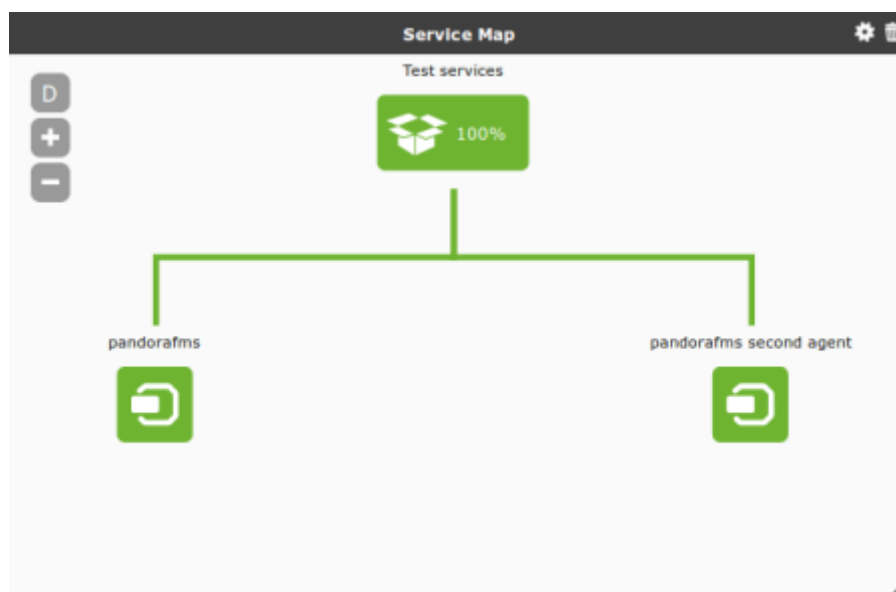 Service Map
Test services
D
100%
pandorafms
pandorafms second agent